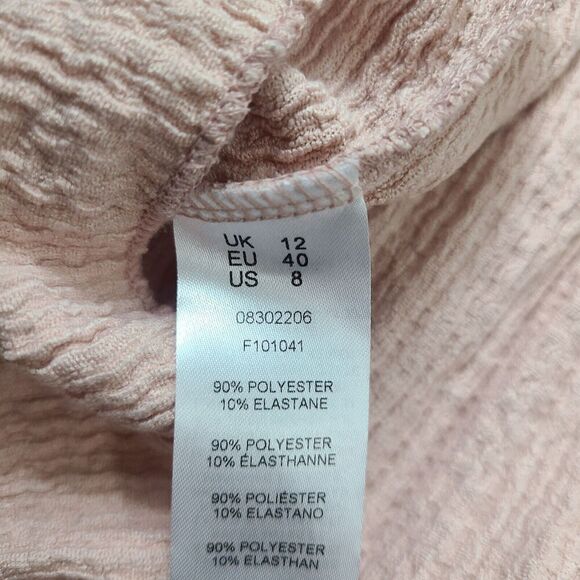 UK 12
EU 40
US 8
08302206
F101041
90% POLYESTER
10% ELASTANE
90% POLYESTER
10% ÉLASTHANNE
90% POLIÉSTER
10% ELASTANO
90% POLYESTER
10% ELASTHAN